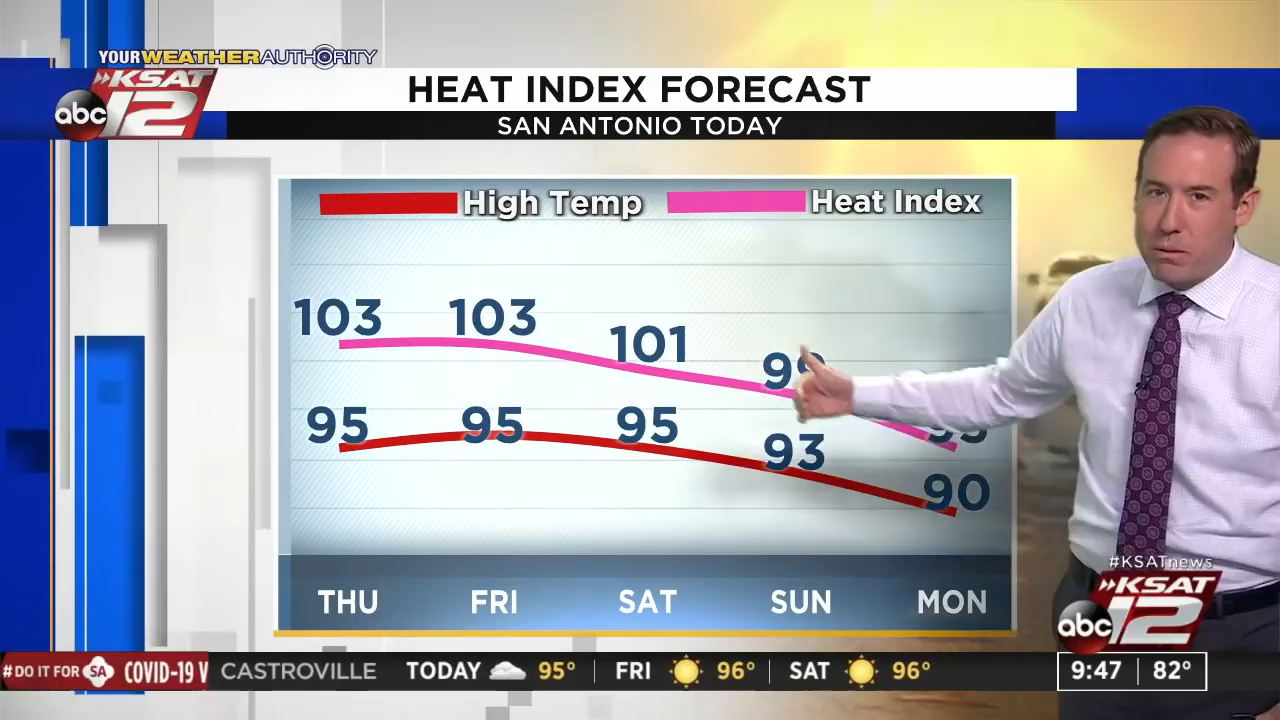 YOUR WEATHER AUTHORITY
KSAT
abc 12
HEAT INDEX FORECAST
SAN ANTONIO TODAY
High Temp Heat Index
103 103 101
95 95 95 93 90
THU FRI SAT SUN MON
#KSATnews
KSAT
abc 12
#DO IT FOR SA COVID-19 V CASTROVILLE TODAY 95° FRI 96° SAT 96° 9:47 82°